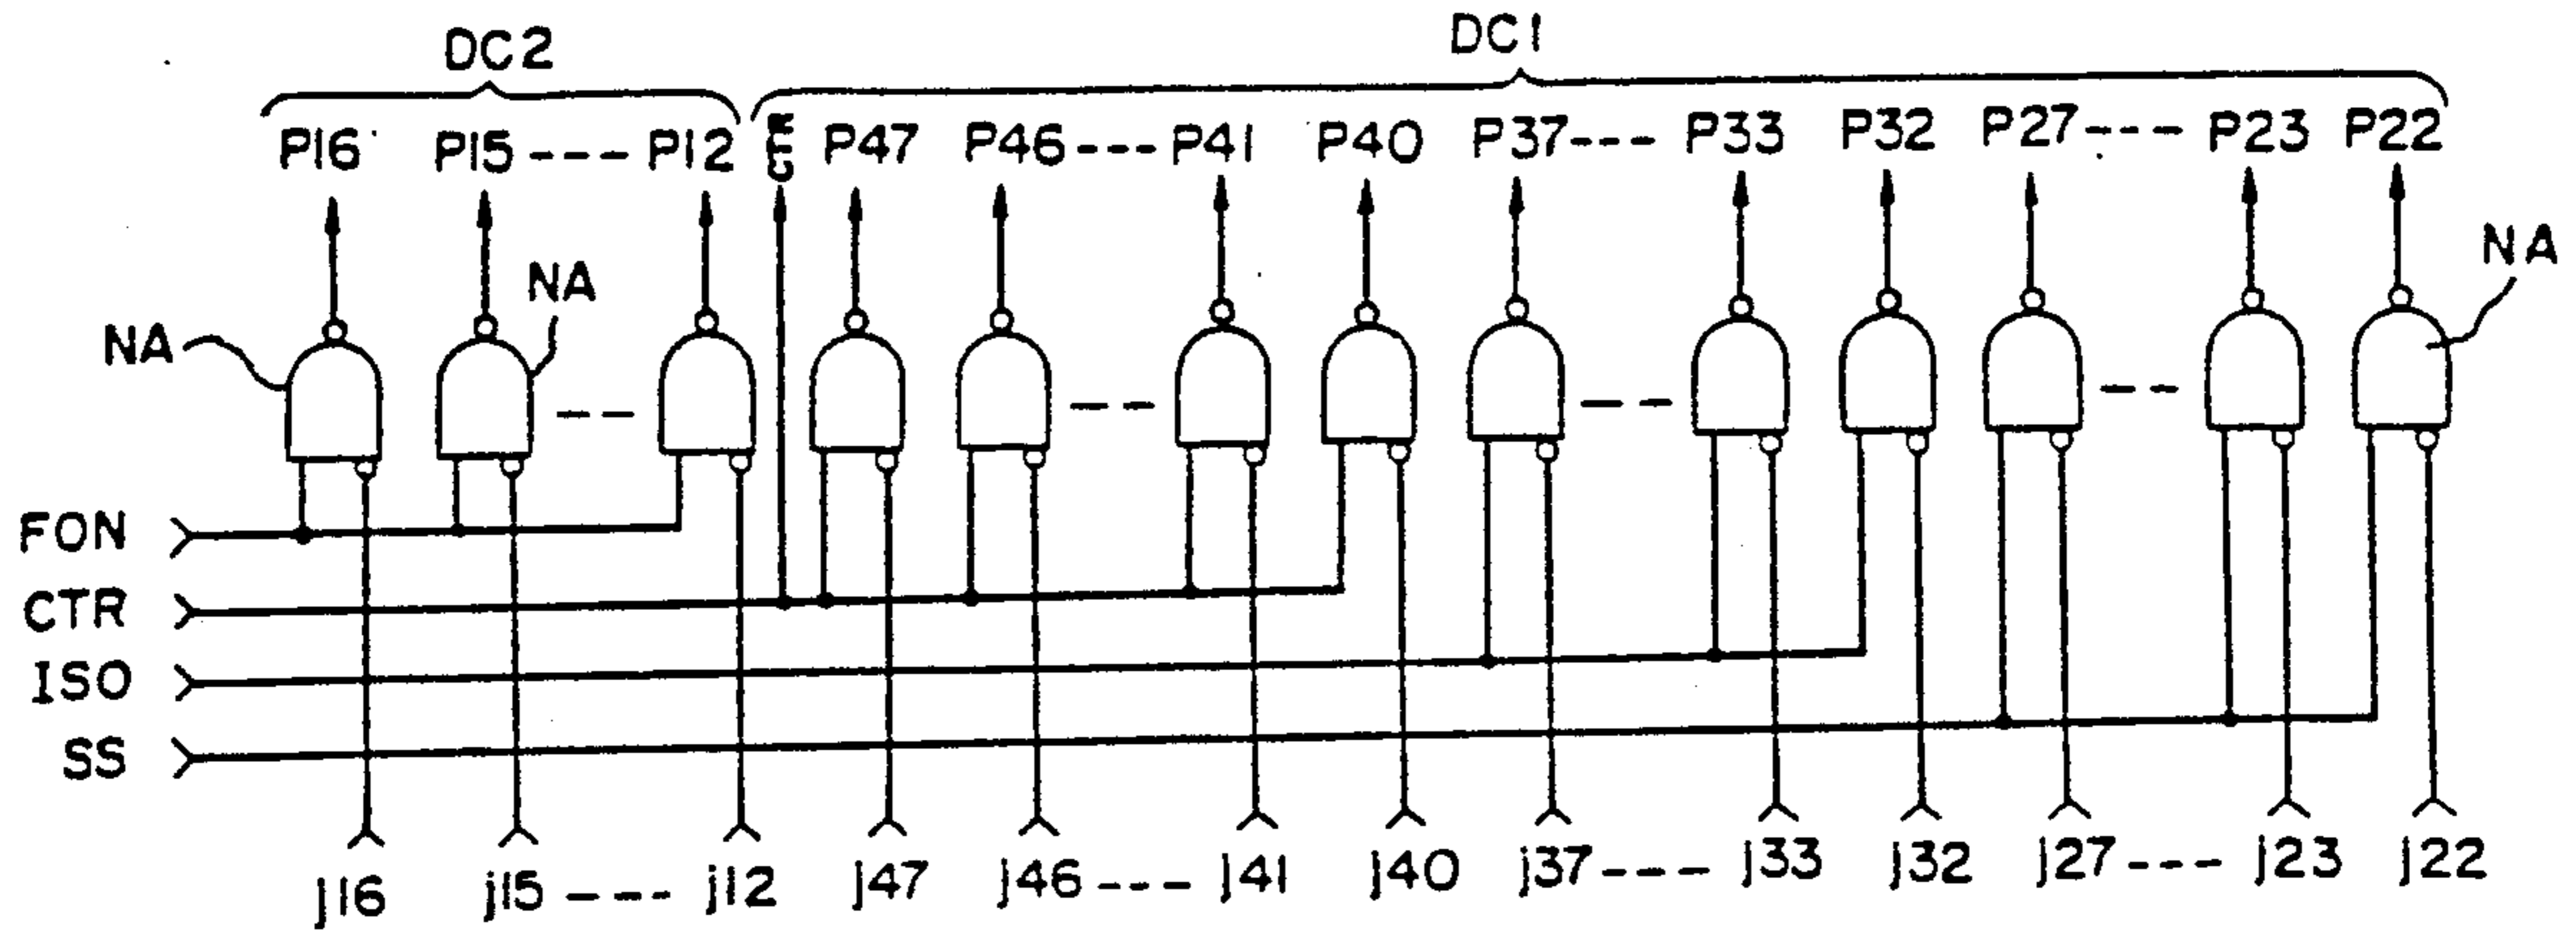 DC2 DC1
P16 P15 --- P12 CTR P47 P46 --- P41 P40 P37 --- P33 P32 P27 --- P23 P22
NA NA NA
FON
CTR
ISO
SS
j16 j15 --- j12 j47 j46 --- j41 j40 j37 --- j33 j32 j27 --- j23 j22